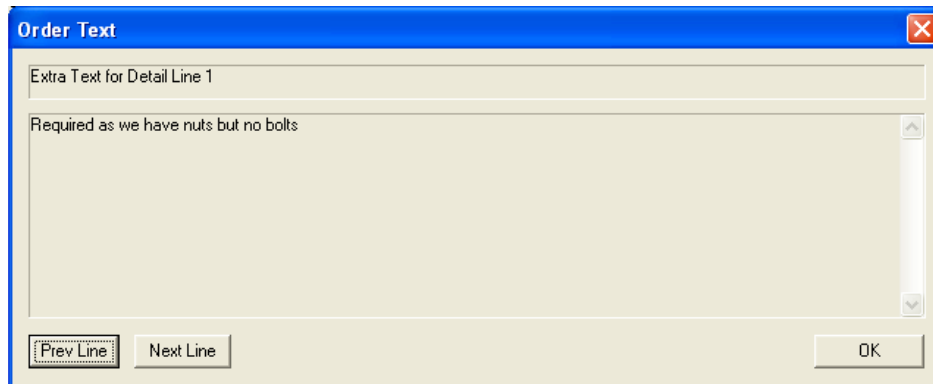 Order Text
Extra Text for Detail Line 1
Required as we have nuts but no bolts
Prev Line Next Line OK